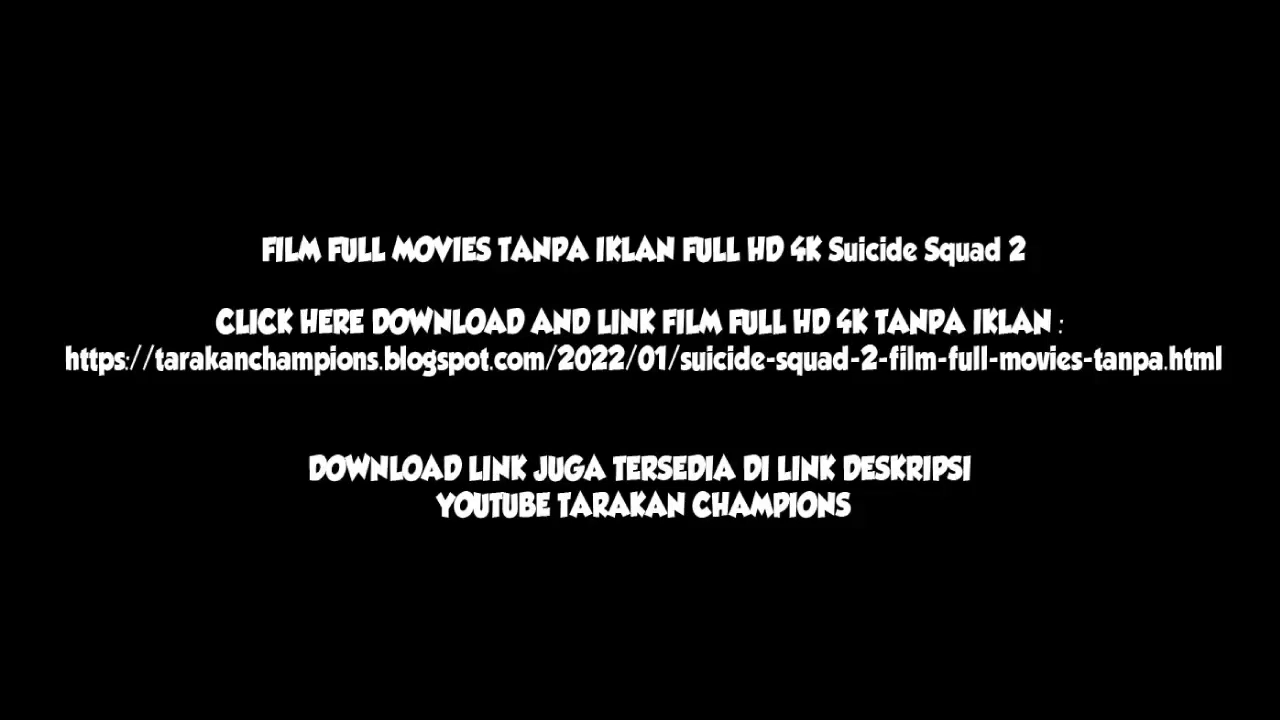 FILM FULL MOVIES TANPA IKLAN FULL HD 4K Suicide Squad 2
CLICK HERE DOWNLOAD AND LINK FILM FULL HD 4K TANPA IKLAN :
https://tarakanchampions.blogspot.com/2022/01/suicide-squad-2-film-full-movies-tanpa.html
DOWNLOAD LINK JUGA TERSEDIA DI LINK DESKRIPSI
YOUTUBE TARAKAN CHAMPIONS